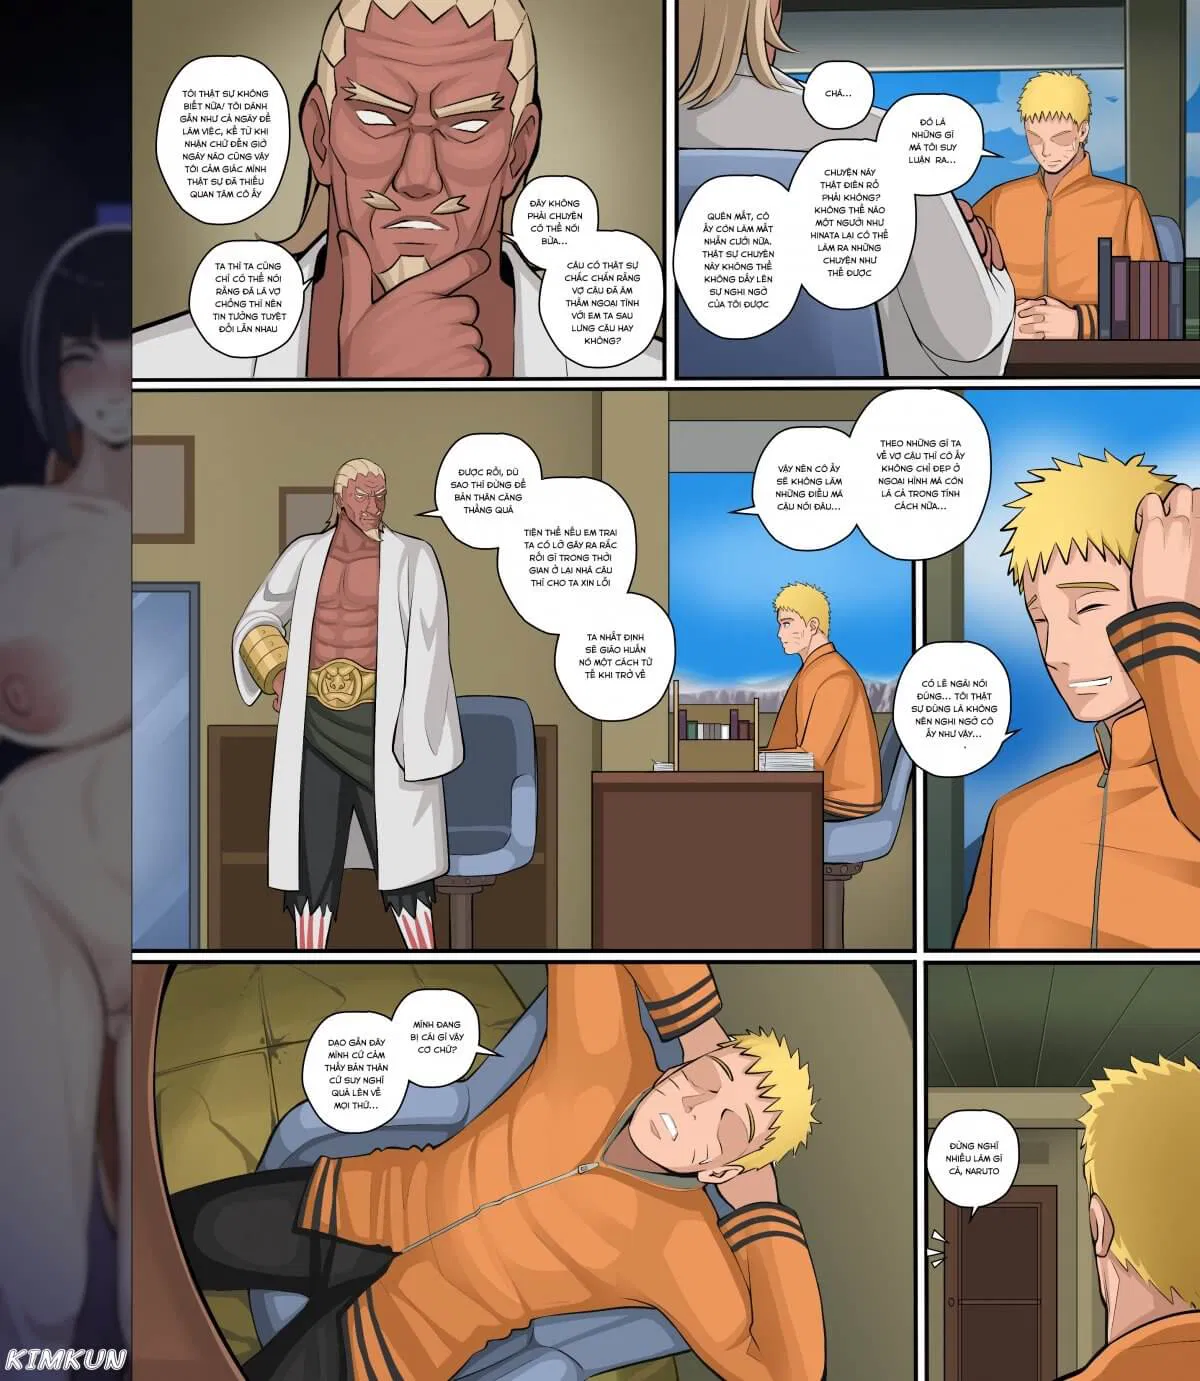 TÔI THẬT SỰ KHÔNG
BIẾT NỮA! TÔI DÀNH
GẦN NHƯ CẢ NGÀY ĐỂ
LÀM VIỆC, KỂ TỪ KHI
NHẬN CHỨ ĐẾN GIỜ
NGÀY NÀO CŨNG VẬY
TÔI CẢM GIÁC MÌNH
THẬT SỰ ĐÃ THIẾU
QUAN TÂM CÔ ẤY
TA THÌ TA CŨNG
CHỈ CÓ THỂ NÓI
RẰNG ĐÃ LÀ VỢ
CHỒNG THÌ NÊN
TIN TƯỞNG TUYỆT
ĐỐI LẪN NHAU
ĐÂY KHÔNG
PHẢI CHUYỆN
CÓ THỂ NÓI
BỪA...
CẬU CÓ THẬT SỰ
CHẮC CHẮN RẰNG
VỢ CẬU ĐÃ ÂM
THẦM NGOẠI TÌNH
VỚI EM TA SAU
LƯNG CẬU HAY
KHÔNG?
CHÀ...
ĐÓ LÀ
NHỮNG GÌ
MÀ TÔI SUY
LUẬN RA...
CHUYỆN NÀY
THẬT ĐIÊN RỒ
PHẢI KHÔNG?
KHÔNG THỂ NÀO
MỘT NGƯỜI NHƯ
HINATA LẠI CÓ THỂ
LÀM RA NHỮNG
CHUYỆN NHƯ
THẾ ĐƯỢC
QUÊN MẤT, CÔ
ẤY CÒN LÀM MẤT
NHẪN CƯỚI NỮA.
THẬT SỰ CHUYỆN
NÀY KHÔNG THỂ
KHÔNG DẤY LÊN
SỰ NGHI NGỜ
CỦA TÔI ĐƯỢC
ĐƯỢC RỒI, DÙ
SAO THÌ ĐỪNG ĐỂ
BẢN THÂN CĂNG
THẲNG QUÁ
TIỆN THỂ NẾU EM TRAI
TA CÓ LỠ GÂY RA RẮC
RỐI GÌ TRONG THỜI
GIAN Ở LẠI NHÀ CẬU
THÌ CHO TA XIN LỖI
TA NHẤT ĐỊNH
SẼ GIÁO HUẤN
NÓ MỘT CÁCH TỬ
TẾ KHI TRỞ VỀ
THEO NHỮNG GÌ TA
VỀ VỢ CẬU THÌ CÔ ẤY
KHÔNG CHỈ ĐẸP Ở
NGOẠI HÌNH MÀ CÒN
LÀ CẢ TRONG TÍNH
CÁCH NỮA...
VẬY NÊN CÔ ẤY
SẼ KHÔNG LÀM
NHỮNG ĐIỀU MÀ
CẬU NÓI ĐÂU...
CÓ LẼ NGÀI NÓI
ĐÚNG... TÔI THẬT
SỰ ĐÚNG LÀ KHÔNG
NÊN NGHI NGỜ CÔ
ẤY NHƯ VẬY...
MÌNH ĐANG
BỊ CÁI GÌ VẬY
CƠ CHỨ?
DẠO GẦN ĐÂY
MÌNH CỨ CẢM
THẤY BẢN THÂN
CỨ SUY NGHĨ
QUÁ LÊN VỀ
MỌI THỨ...
ĐỪNG NGHĨ
NHIỀU LÀM GÌ
CẢ, NARUTO
KIMKUN